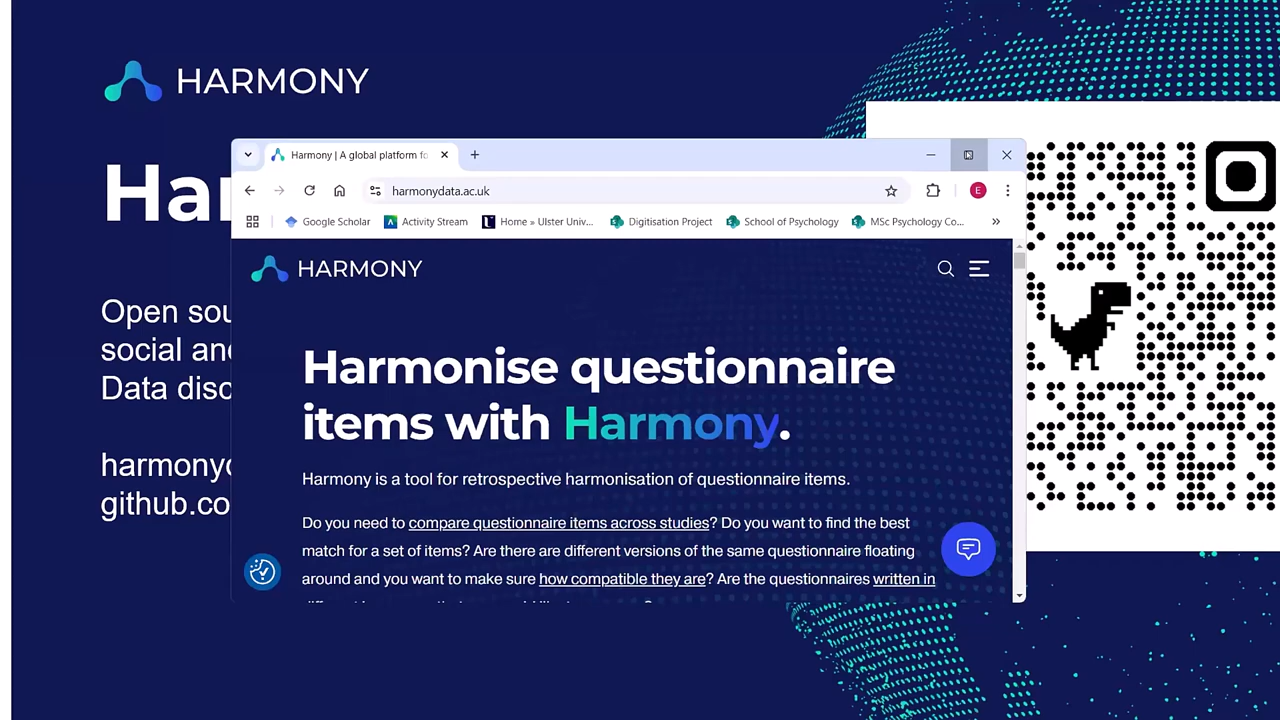 HARMONY
Har
Open sou
social and
Data disc
harmonyd
github.co
Harmony | A global platform fo
harmonydata.ac.uk
E
Google Scholar
Activity Stream
Home » Ulster Univ...
Digitisation Project
School of Psychology
MSc Psychology Co...
»
HARMONY
Harmonise questionnaire
items with Harmony.
Harmony is a tool for retrospective harmonisation of questionnaire items.
Do you need to compare questionnaire items across studies? Do you want to find the best
match for a set of items? Are there are different versions of the same questionnaire floating
around and you want to make sure how compatible they are? Are the questionnaires written in